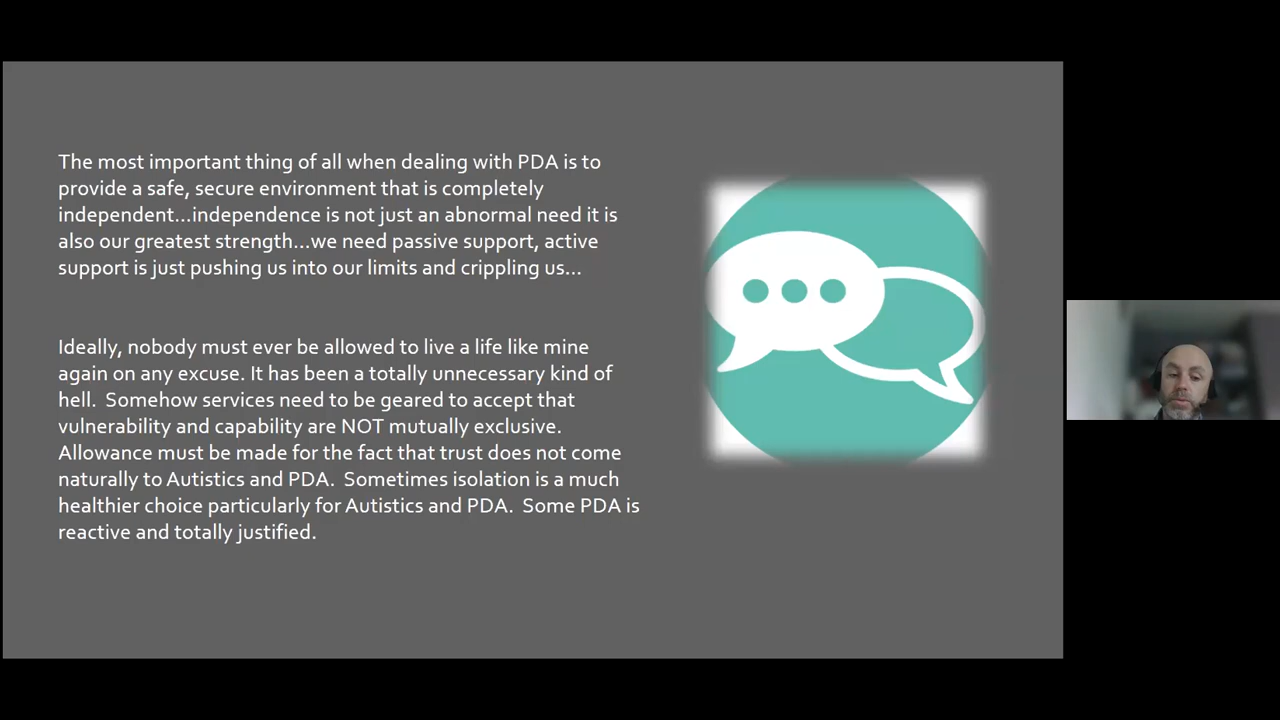 The most important thing of all when dealing with PDA is to
provide a safe, secure environment that is completely
independent...independence is not just an abnormal need it is
also our greatest strength...we need passive support, active
support is just pushing us into our limits and crippling us...
Ideally, nobody must ever be allowed to live a life like mine
again on any excuse. It has been a totally unnecessary kind of
hell.  Somehow services need to be geared to accept that
vulnerability and capability are NOT mutually exclusive.
Allowance must be made for the fact that trust does not come
naturally to Autistics and PDA.  Sometimes isolation is a much
healthier choice particularly for Autistics and PDA.  Some PDA is
reactive and totally justified.